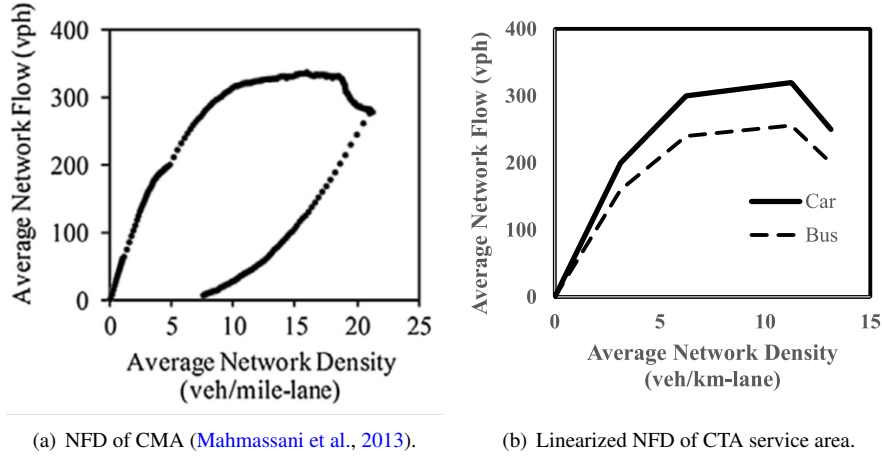 Average Network Flow (vph)
400
300
200
100
0
0 5 10 15 20 25
Average Network Density
(veh/mile-lane)
(a) NFD of CMA (Mahmassani et al., 2013).
Average Network Flow (vph)
400
300
200
100
0
Car
Bus
0 5 10 15
Average Network Density
(veh/km-lane)
(b) Linearized NFD of CTA service area.